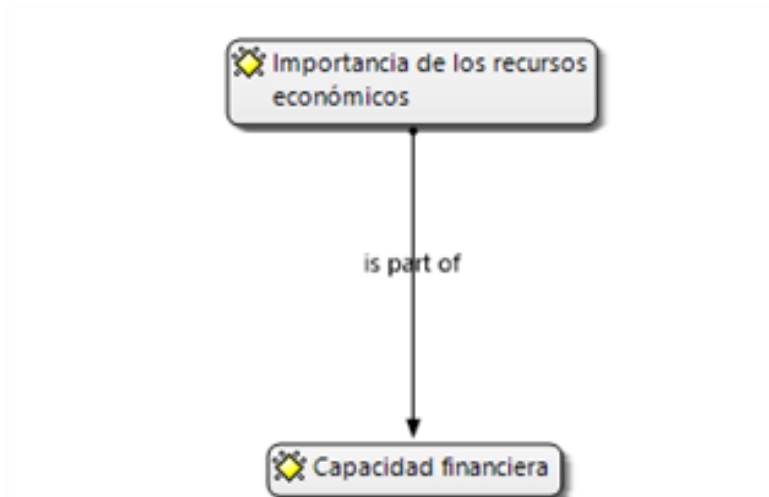 Importancia de los recursos
económicos
is part of
Capacidad financiera